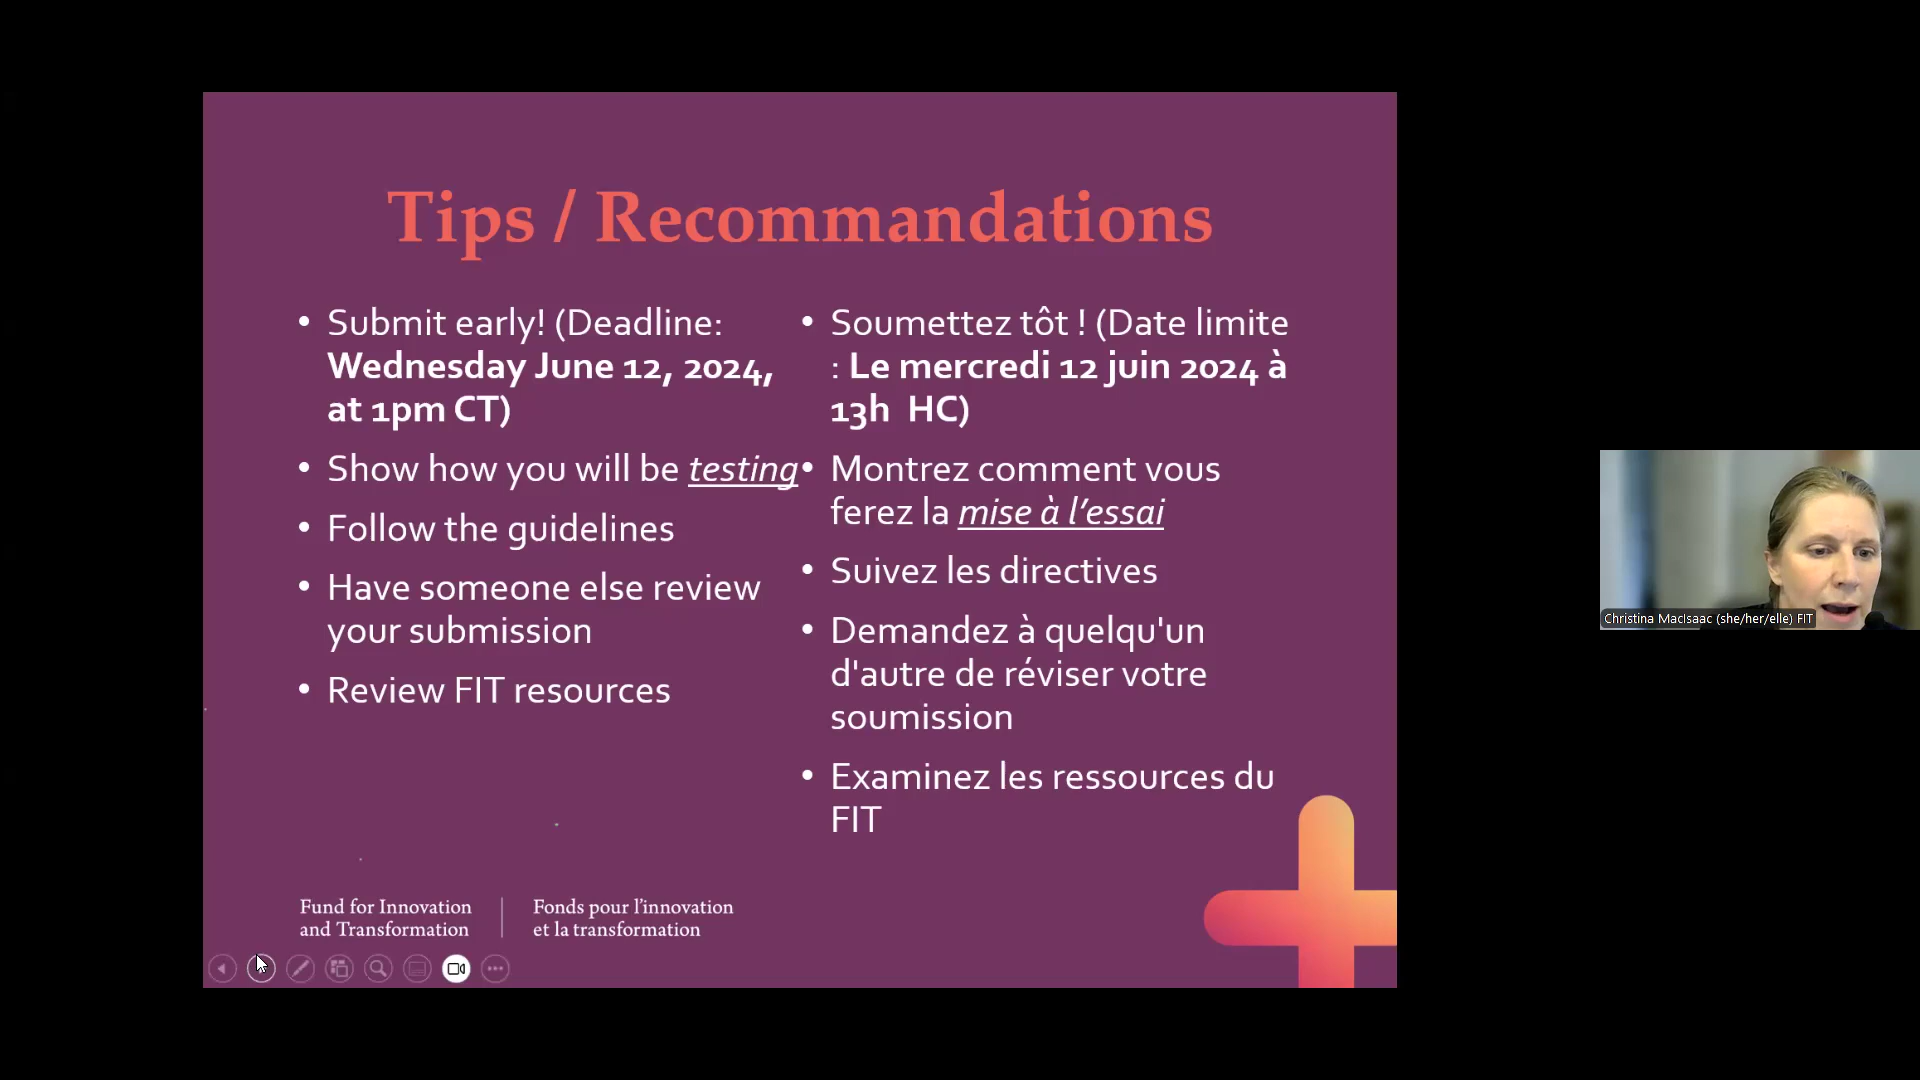 Tips / Recommandations
• Submit early! (Deadline:
Wednesday June 12, 2024,
at 1pm CT)
• Show how you will be testing
• Follow the guidelines
• Have someone else review
your submission
• Review FIT resources
• Soumettez tôt ! (Date limite
: Le mercredi 12 juin 2024 à
13h  HC)
• Montrez comment vous
ferez la mise à l’essai
• Suivez les directives
• Demandez à quelqu'un
d'autre de réviser votre
soumission
• Examinez les ressources du
FIT
Fund for Innovation
and Transformation
Fonds pour l’innovation
et la transformation
Christina MacIsaac (she/her/elle) FIT